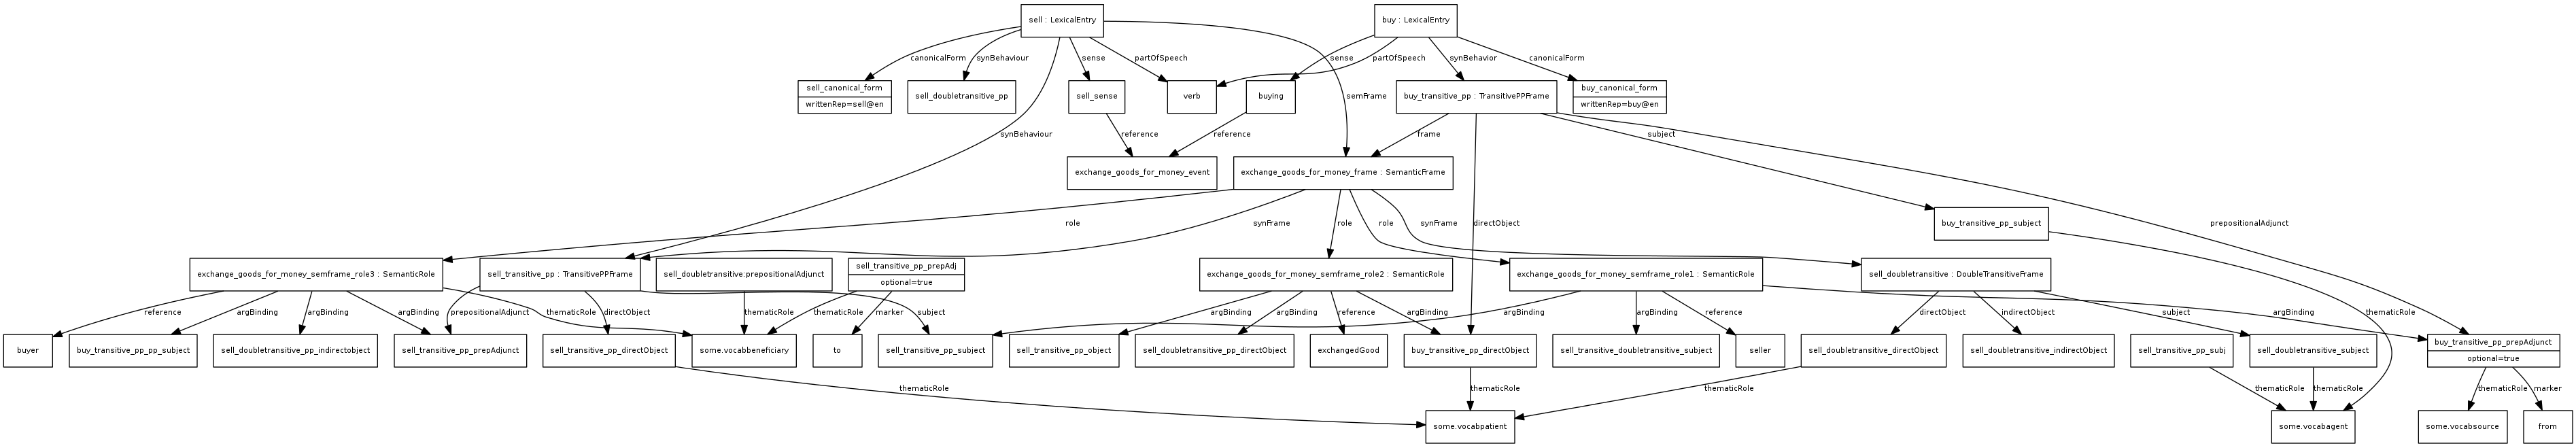 sell : LexicalEntry
buy : LexicalEntry
canonicalForm
synBehaviour
sense
partOfSpeech
sense
partOfSpeech
synBehavior
canonicalForm
sell_canonical_form
writtenRep=sell@en
sell_doubletransitive_pp
sell_sense
verb
buying
semFrame
buy_transitive_pp : TransitivePPFrame
buy_canonical_form
writtenRep=buy@en
synBehaviour
reference
reference
frame
subject
exchange_goods_for_money_event
exchange_goods_for_money_frame : SemanticFrame
role
synFrame
role
role
synFrame
directObject
buy_transitive_pp_subject
prepositionalAdjunct
exchange_goods_for_money_semframe_role3 : SemanticRole
sell_transitive_pp : TransitivePPFrame
sell_doubletransitive:prepositionalAdjunct
sell_transitive_pp_prepAdj
optional=true
exchange_goods_for_money_semframe_role2 : SemanticRole
exchange_goods_for_money_semframe_role1 : SemanticRole
sell_doubletransitive : DoubleTransitiveFrame
reference
argBinding
argBinding
argBinding
prepositionalAdjunct
thematicRole
directObject
thematicRole
thematicRole
marker
subject
argBinding
argBinding
reference
argBinding
argBinding
argBinding
reference
directObject
indirectObject
subject
argBinding
thematicRole
buyer
buy_transitive_pp_pp_subject
sell_doubletransitive_pp_indirectobject
sell_transitive_pp_prepAdjunct
sell_transitive_pp_directObject
some.vocabbeneficiary
to
sell_transitive_pp_subject
sell_transitive_pp_object
sell_doubletransitive_pp_directObject
exchangedGood
buy_transitive_pp_directObject
sell_transitive_doubletransitive_subject
seller
sell_doubletransitive_directObject
sell_doubletransitive_indirectObject
sell_transitive_pp_subj
sell_doubletransitive_subject
buy_transitive_pp_prepAdjunct
optional=true
thematicRole
thematicRole
thematicRole
thematicRole
thematicRole
thematicRole
marker
some.vocabpatient
some.vocabagent
some.vocabsource
from